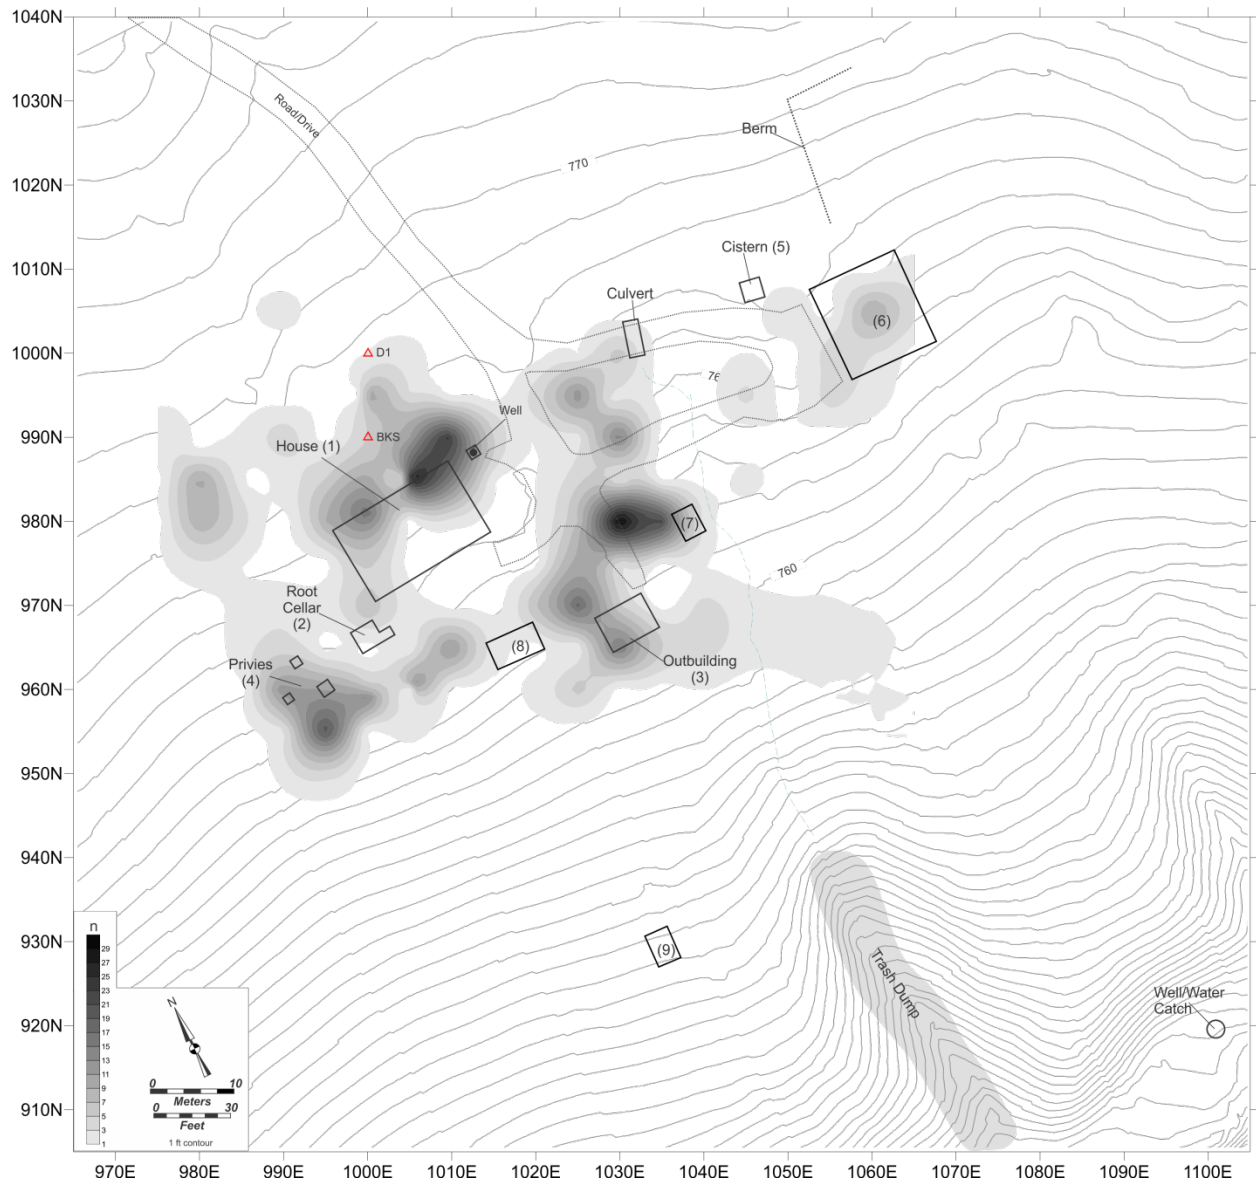 1040N
1030N
1020N
1010N
1000N
990N
980N
970N
960N
950N
940N
930N
920N
910N
Road/Drive
770
Berm
Cistern (5)
Culvert
(6)
D1
Well
BKS
House (1)
(7)
760
Root
Cellar
(2)
(8)
Privies
(4)
Outbuilding
(3)
(9)
Trash Dump
Well/Water
Catch
n
29
27
25
23
21
19
17
15
13
11
9
7
5
3
1
N
0 10
Meters
0 30
Feet
1 ft contour
970E 980E 990E 1000E 1010E 1020E 1030E 1040E 1050E 1060E 1070E 1080E 1090E 1100E